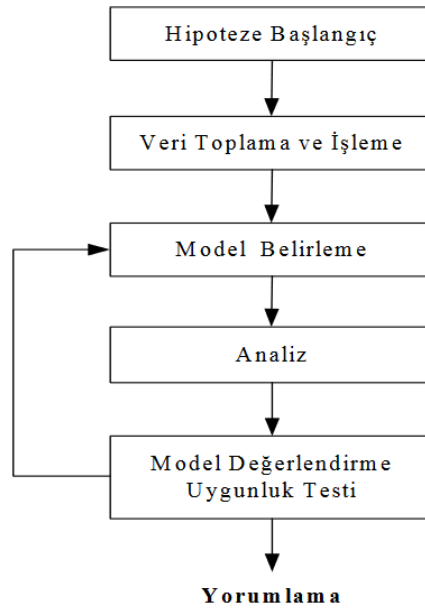 Hipoteze Başlangıç
Veri Toplama ve İşleme
Model Belirleme
Analiz
Model Değerlendirme
Uygunluk Testi
Yorumlama